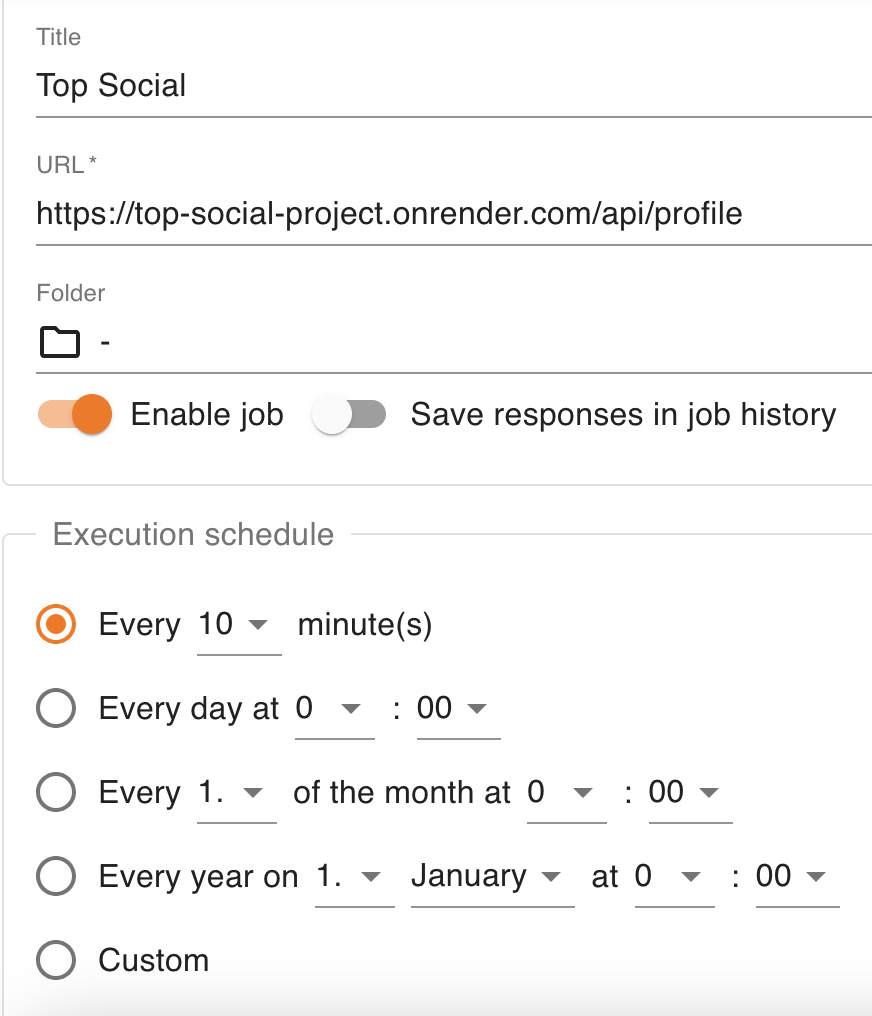 Title
Top Social
URL *
https://top-social-project.onrender.com/api/profile
Folder
-
Enable job Save responses in job history
Execution schedule
Every 10 minute(s)
Every day at 0 : 00
Every 1. of the month at 0 : 00
Every year on 1. January at 0 : 00
Custom